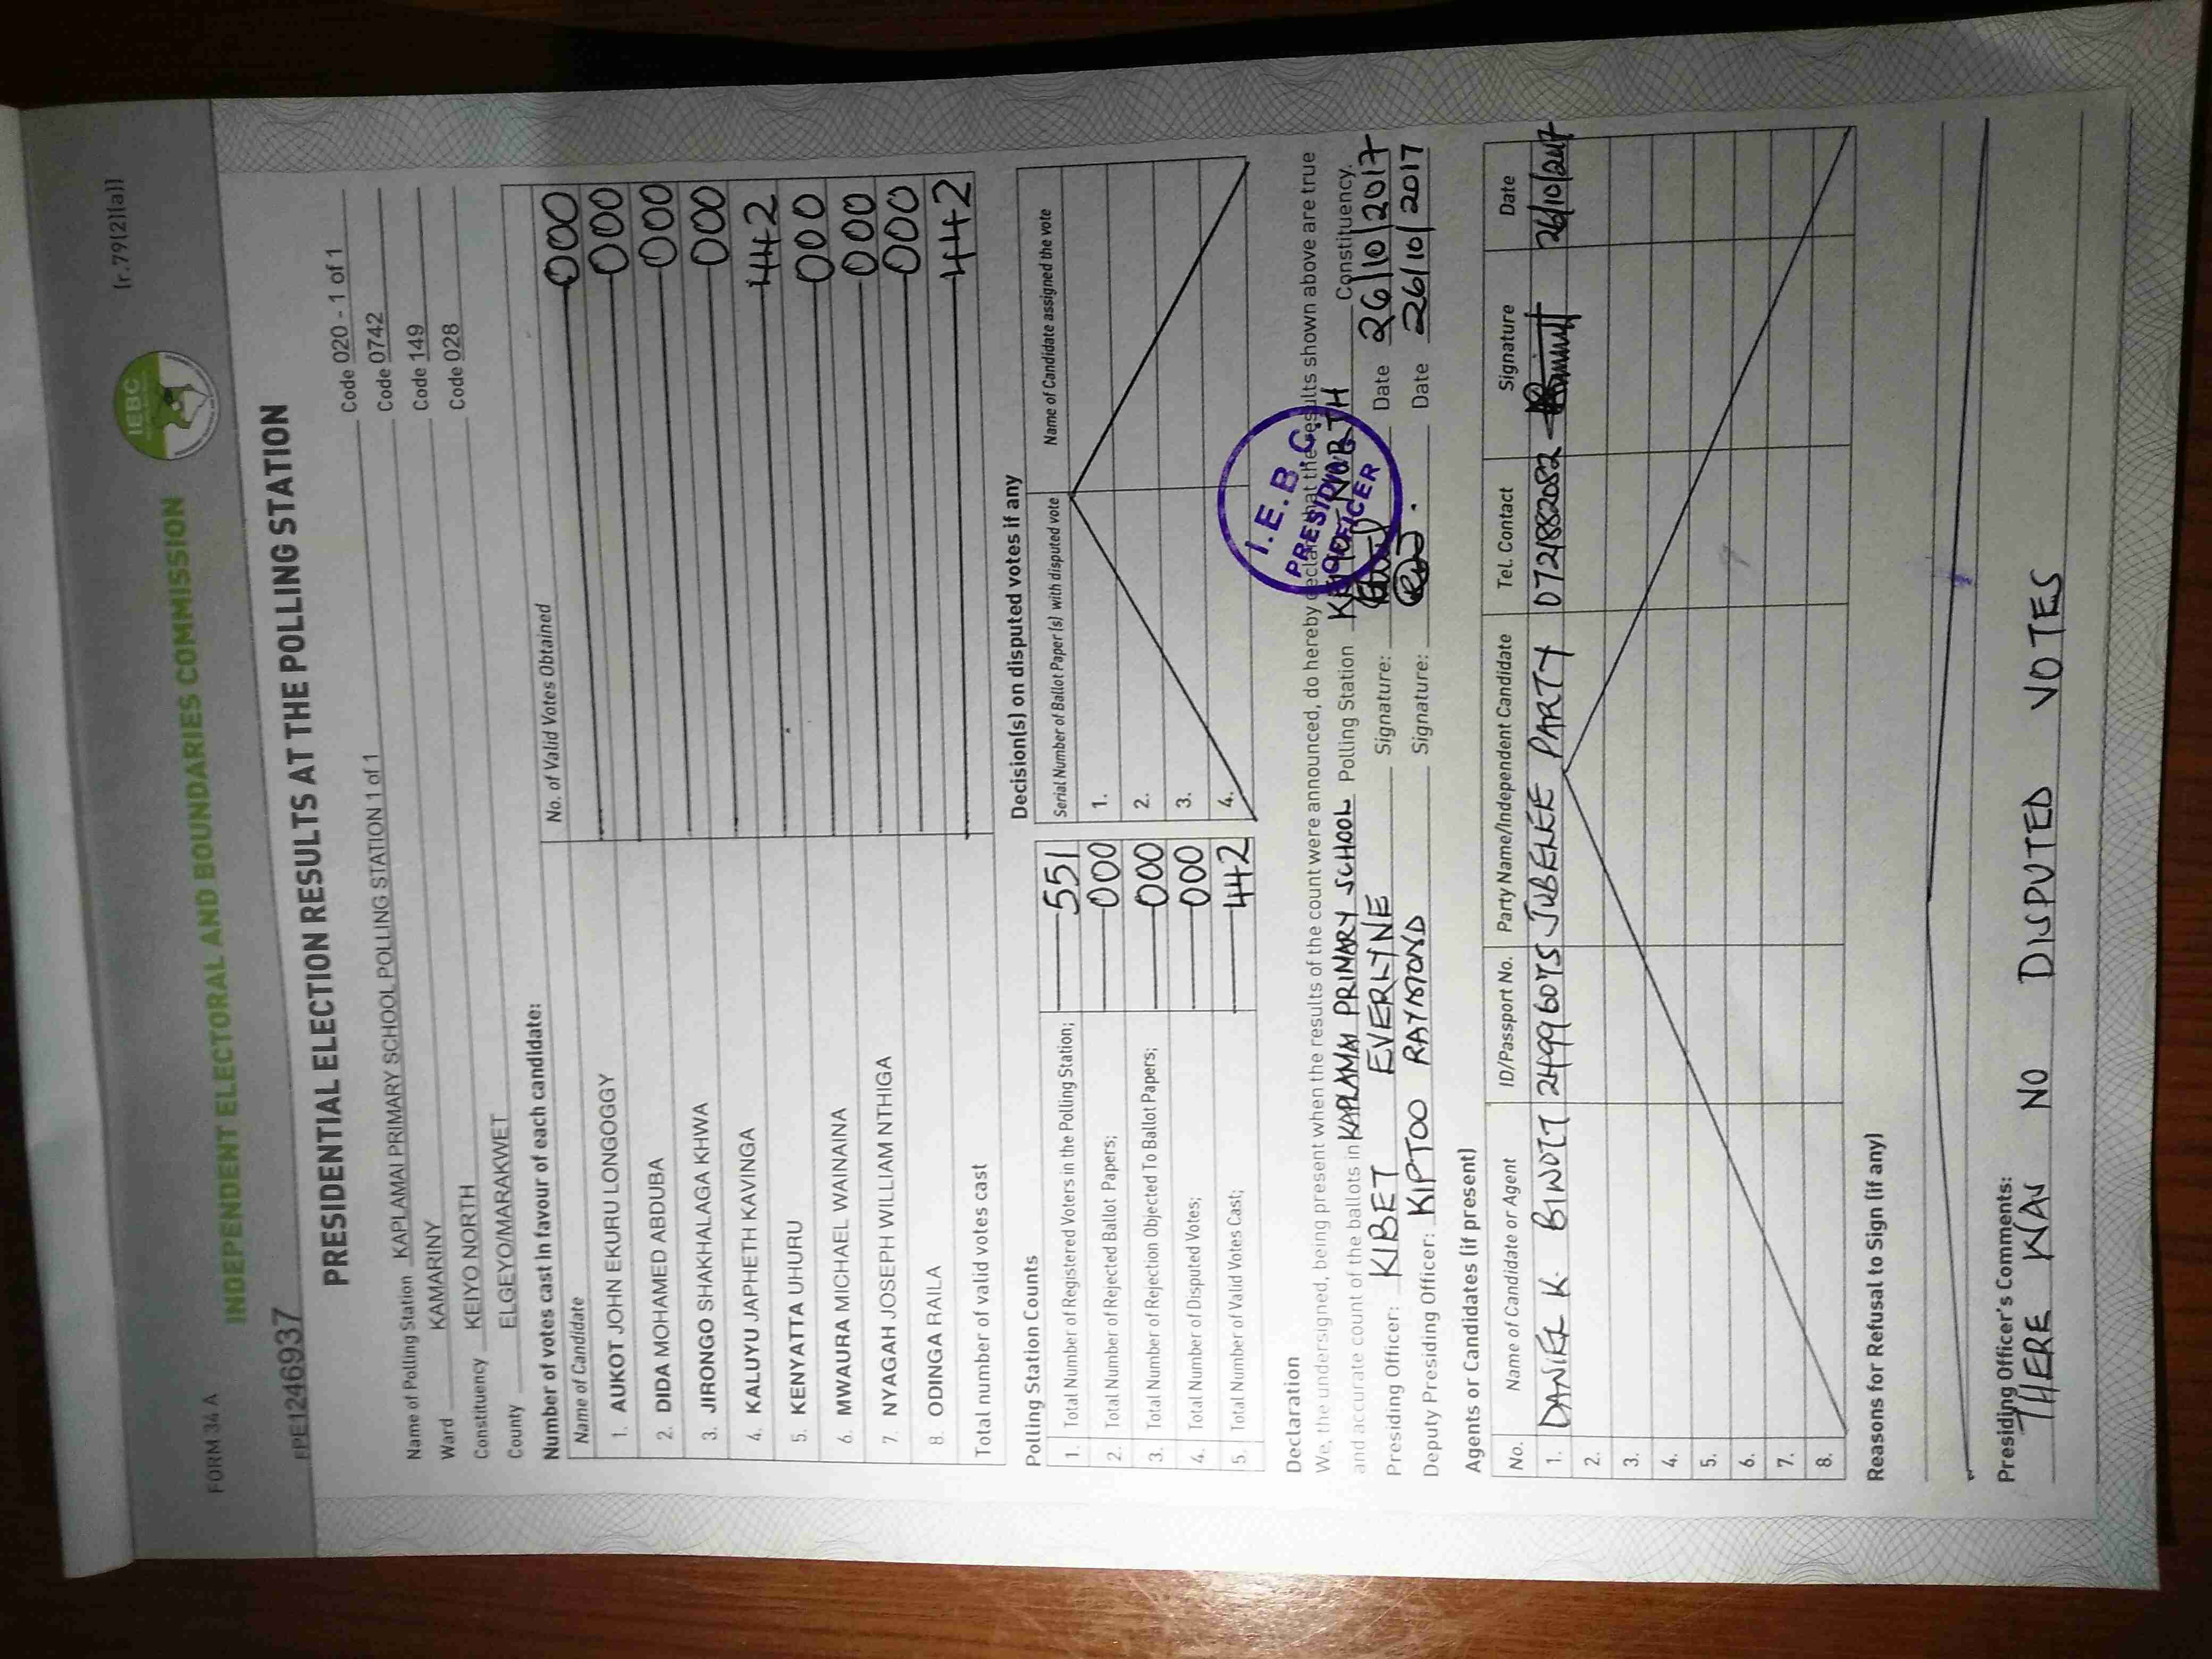 FORM 34 A (r.79(2)(a))
IEBC
INDEPENDENT ELECTORAL AND BOUNDARIES COMMISSION
EPE1246937
PRESIDENTIAL ELECTION RESULTS AT THE POLLING STATION
Name of Polling Station KAPLAMAI PRIMARY SCHOOL POLLING STATION 1 of 1 Code 020 - 1 of 1
Ward KAMARINY Code 0742
Constituency KEIYO NORTH Code 149
County ELGEYO/MARAKWET Code 028
Number of votes cast in favour of each candidate:
Name of Candidate No. of Valid Votes Obtained
1. AUKOT JOHN EKURU LONGOGGY 000
2. DIDA MOHAMED ABDUBA 000
3. JIRONGO SHAKHALAGA KHWA 000
4. KALUYU JAPHETH KAVINGA 000
5. KENYATTA UHURU 442
6. MWAURA MICHAEL WAINAINA 000
7. NYAGAH JOSEPH WILLIAM NTHIGA 000
8. ODINGA RAILA 000
Total number of valid votes cast 442
Polling Station Counts
1. Total Number of Registered Voters in the Polling Station; 551
2. Total Number of Rejected Ballot Papers; 000
3. Total Number of Rejection Objected To Ballot Papers; 000
4. Total Number of Disputed Votes; 000
5. Total Number of Valid Votes Cast; 442
Decision(s) on disputed votes if any
Serial Number of Ballot Paper (s) with disputed vote Name of Candidate assigned the vote
1.
2.
3.
4.
Declaration
We, the undersigned, being present when the results of the count were announced, do hereby declare that the results shown above are true
and accurate count of the ballots in KAPLAMAI PRIMARY SCHOOL Polling Station KEIYO NORTH Constituency.
Presiding Officer: KIBET EVERLYNE Signature: Date 26/10/2017
Deputy Presiding Officer: KIPTOO RAYMOND Signature: Date 26/10/2017
I.E.B.C
PRESIDING
OFFICER
Agents or Candidates (if present)
No. Name of Candidate or Agent ID/Passport No. Party Name/Independent Candidate Tel. Contact Signature Date
1. DANIEL K. BINOTT JUBELEE PARTY 0721882082 26/10/2017
2.
3.
4.
5.
6.
7.
8.
Reasons for Refusal to Sign (if any)
Presiding Officer's Comments:
THERE WAS NO DISPUTED VOTES